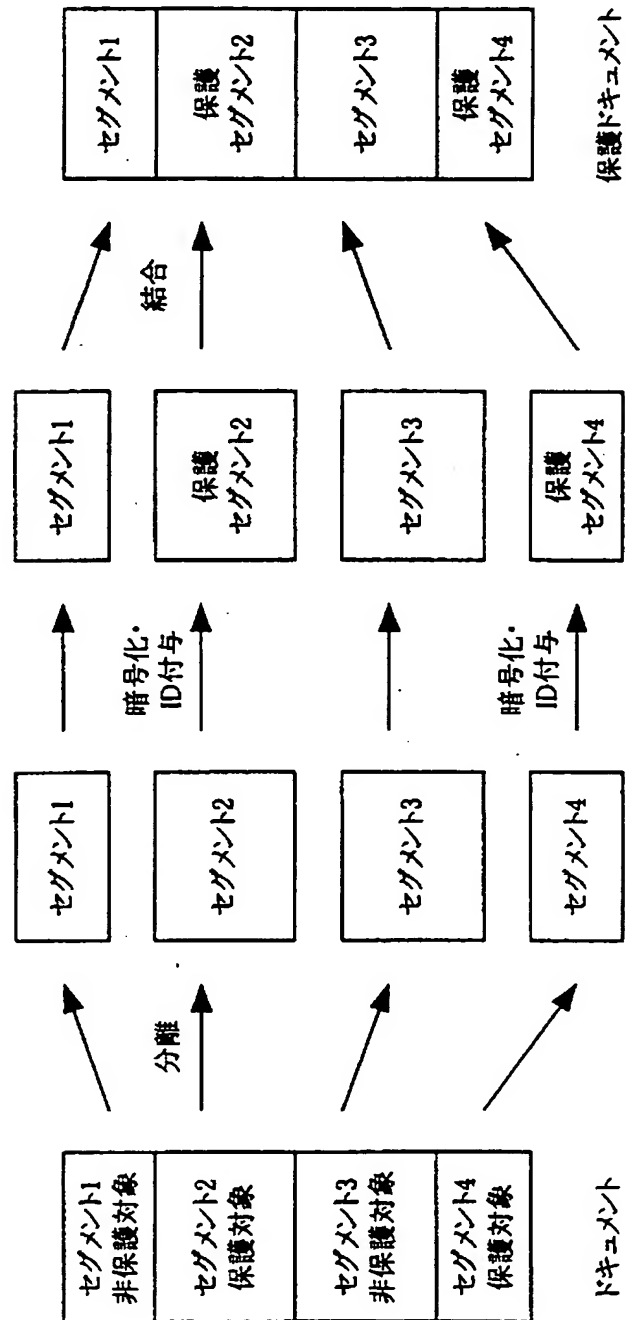 セグメント1
非保護対象
セグメント2
保護対象
セグメント3
非保護対象
セグメント4
保護対象
ドキュメント
分離
セグメント1
セグメント2
セグメント3
セグメント4
暗号化・
ID付与
暗号化・
ID付与
セグメント1
保護
セグメント2
セグメント3
保護
セグメント4
結合
セグメント1
保護
セグメント2
セグメント3
保護
セグメント4
保護ドキュメント